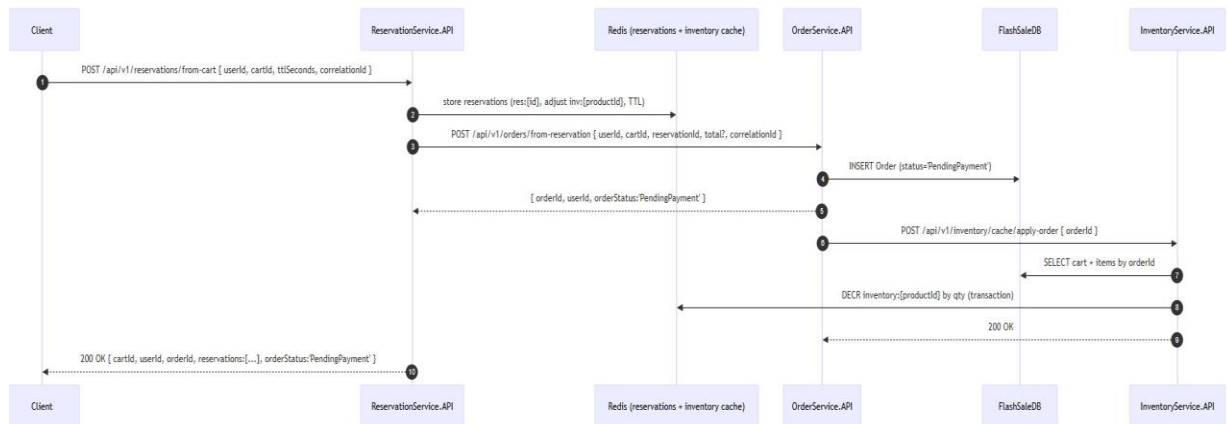 Client
ReservationService.API
Redis (reservations + inventory cache)
OrderService.API
FlashSaleDB
InventoryService.API
POST /api/v1/reservations/from-cart { userId, cartId, ttlSeconds, correlationId }
1
store reservations (res:[id], adjust inv:[productId], TTL)
2
POST /api/v1/orders/from-reservation { userId, cartId, reservationId, total?, correlationId }
3
INSERT Order (status='PendingPayment')
4
{ orderId, userId, orderStatus:'PendingPayment' }
5
POST /api/v1/inventory/cache/apply-order { orderId }
6
SELECT cart + items by orderId
7
DECR inventory:[productId] by qty (transaction)
8
200 OK
9
200 OK { cartId, userId, orderId, reservations:[...], orderStatus:'PendingPayment' }
10
Client
ReservationService.API
Redis (reservations + inventory cache)
OrderService.API
FlashSaleDB
InventoryService.API